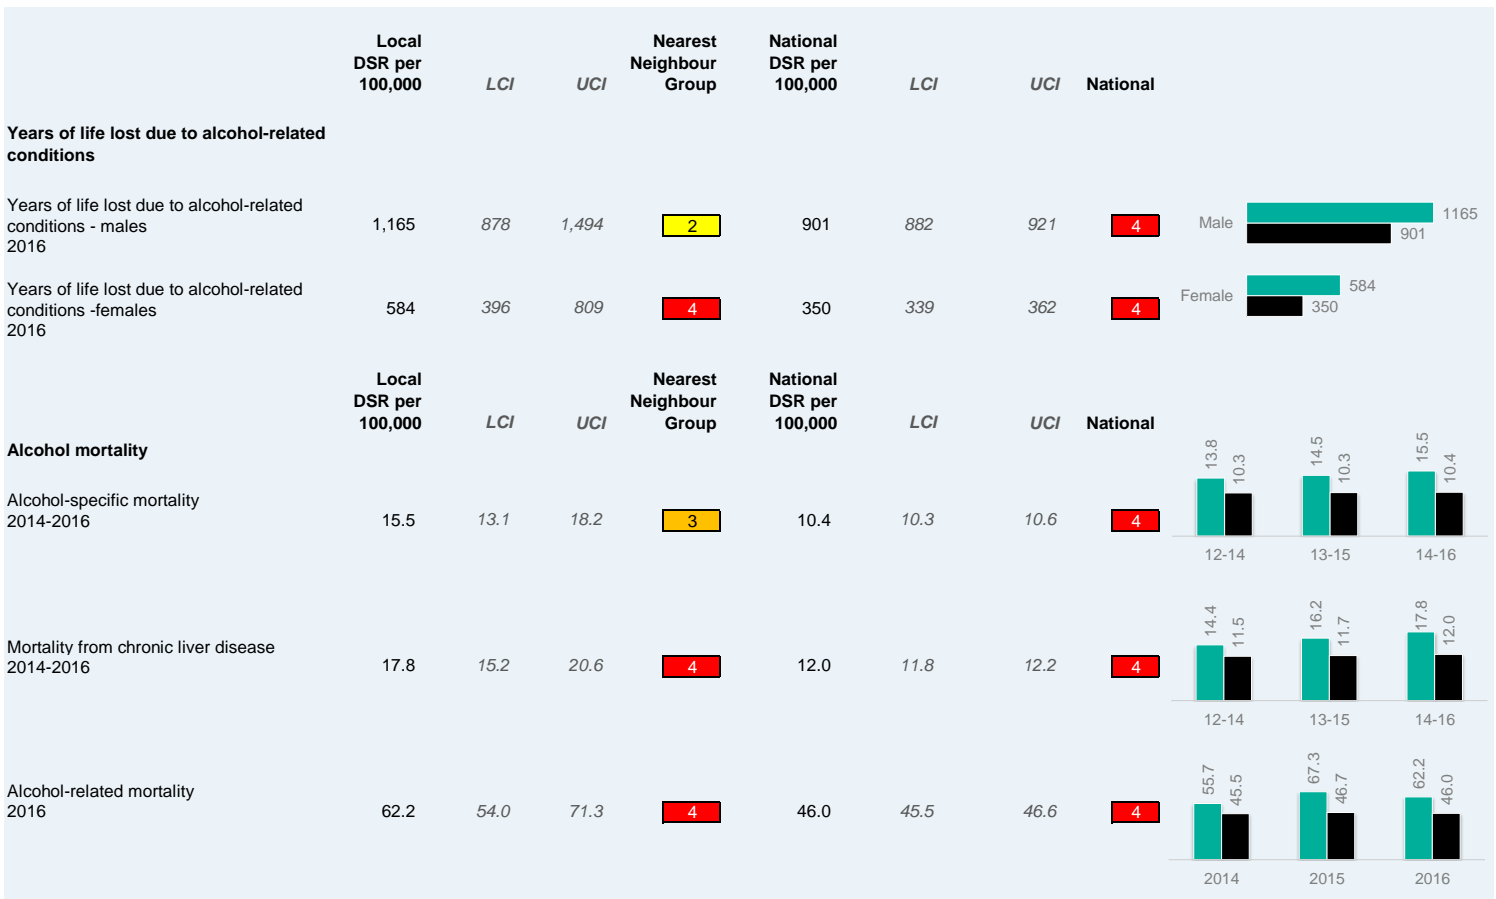 Local Nearest National
DSR per Neighbour DSR per
100,000 LCI UCI Group 100,000 LCI UCI National
Years of life lost due to alcohol-related
conditions
Years of life lost due to alcohol-related
conditions - males 1,165 878 1,494 2 901 882 921 4
2016
Male 1165
901
Years of life lost due to alcohol-related
conditions -females 584 396 809 4 350 339 362 4
2016
Female 584
350
Local Nearest National
DSR per Neighbour DSR per
100,000 LCI UCI Group 100,000 LCI UCI National
Alcohol mortality
Alcohol-specific mortality
2014-2016 15.5 13.1 18.2 3 10.4 10.3 10.6 4
13.8 10.3 14.5 10.3 15.5 10.4
12-14 13-15 14-16
Mortality from chronic liver disease
2014-2016 17.8 15.2 20.6 4 12.0 11.8 12.2 4
14.4 11.5 16.2 11.7 17.8 12.0
12-14 13-15 14-16
Alcohol-related mortality
2016 62.2 54.0 71.3 4 46.0 45.5 46.6 4
55.7 45.5 67.3 46.7 62.2 46.0
2014 2015 2016